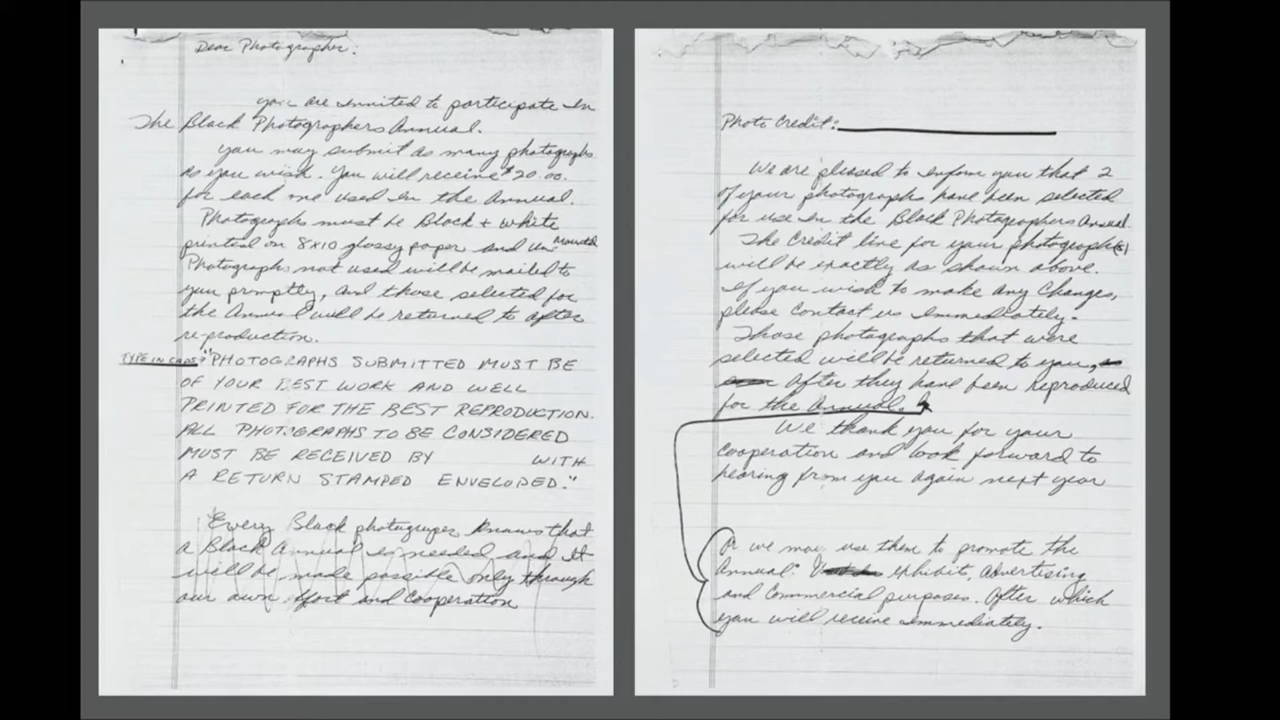 Dear Photographer:
you are invited to participate in
The Black Photographers Annual.
you may submit as many photographs
as you wish. You will receive $20.00.
for each one used in the Annual.
Photographs must be Black + white
printed on 8X10 glossy paper and un mounted
Photographs not used will be mailed to
you promptly, and those selected for
the Annual will be returned to after
re-production.
TYPE IN CAPS: "PHOTOGRAPHS SUBMITTED MUST BE
OF YOUR BEST WORK AND WELL
PRINTED FOR THE BEST REPRODUCTION.
ALL PHOTOGRAPHS TO BE CONSIDERED
MUST BE RECEIVED BY WITH
A RETURN STAMPED ENVELOPED."
Every Black photograper knows that
a Black Annual is needed and it
will be made possible only through
our own effort and cooperation
Photo Credit:
We are pleased to enform you that 2
of your photographs have been selected
for use in the Black Photographers Annual.
The Credit line for your photograph(s)
will be exactly as shown above.
If you wish to make any Changes,
please contact us immediately.
Those photographs that were
selected will be returned to you,
After they have been Reproduced
for the Annual.
We thank you for your
cooperation and look forward to
hearing from you again next year
Or we may use them to promote the
Annual: exhibits, Advertising
and Commercial purposes. After which
you will receive immediately.